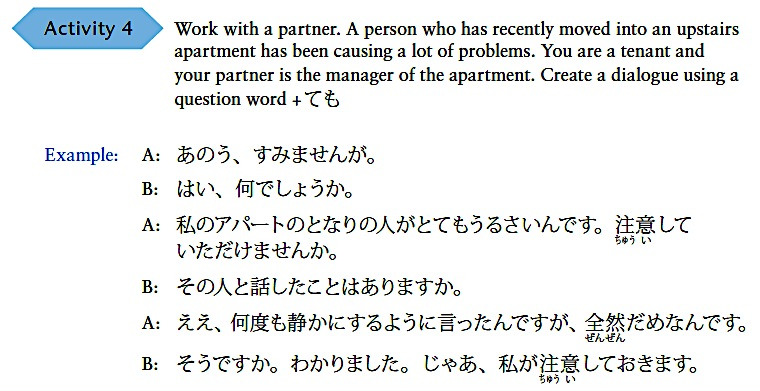 Activity 4 Work with a partner. A person who has recently moved into an upstairs
apartment has been causing a lot of problems. You are a tenant and
your partner is the manager of the apartment. Create a dialogue using a
question word +ても
Example: A: あのう、すみませんが。
B: はい、何でしょうか。
A: 私のアパートのとなりの人がとてもうるさいんです。注意して
ちゅう い
いただけませんか。
B: その人と話したことはありますか。
A: ええ、何度も静かにするように言ったんですが、全然だめなんです。
ぜんぜん
B: そうですか。わかりました。じゃあ、私が注意しておきます。
ちゅう い